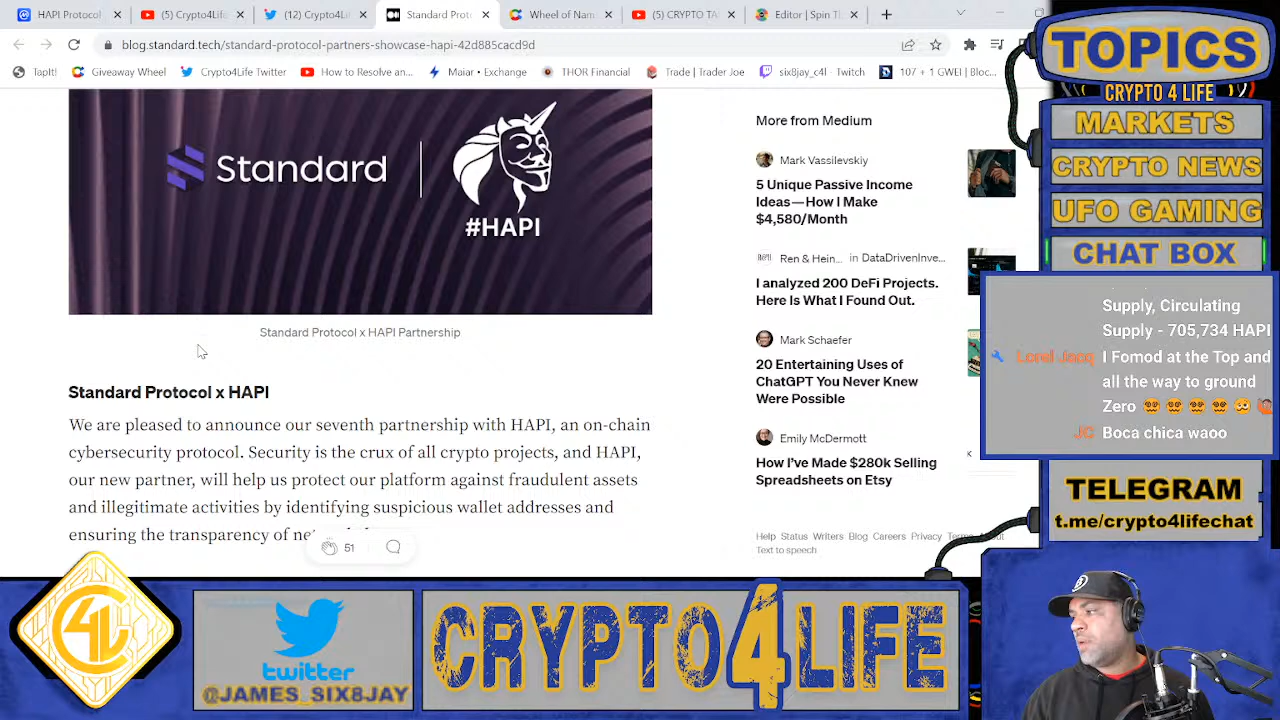 HAPI Protocol
(5) Crypto4Life
(12) Crypto4L
Standard Prot
Wheel of Nam
(5) CRYPTO TA
Editor | Spin T
blog.standard.tech/standard-protocol-partners-showcase-hapi-42d885cacd9d
TapIt!
Giveaway Wheel
Crypto4Life Twitter
How to Resolve an...
Maiar • Exchange
THOR Financial
Trade | Trader Joe
six8jay_c4l - Twitch
107 + 1 GWEI | Bloc...
Standard
#HAPI
Standard Protocol x HAPI Partnership
Standard Protocol x HAPI
We are pleased to announce our seventh partnership with HAPI, an on-chain
cybersecurity protocol. Security is the crux of all crypto projects, and HAPI,
our new partner, will help us protect our platform against fraudulent assets
and illegitimate activities by identifying suspicious wallet addresses and
ensuring the transparency of
51
More from Medium
Mark Vassilevskiy
5 Unique Passive Income
Ideas — How I Make
$4,580/Month
Ren & Hein... in DataDrivenInve...
I analyzed 200 DeFi Projects.
Here Is What I Found Out.
Mark Schaefer
20 Entertaining Uses of
ChatGPT You Never Knew
Were Possible
Emily McDermott
How I've Made $280k Selling
Spreadsheets on Etsy
Help Status Writers Blog Careers Privacy Terms About
Text to speech
TOPICS
CRYPTO 4 LIFE
MARKETS
CRYPTO NEWS
UFO GAMING
CHAT BOX
Supply, Circulating
Supply - 705,734 HAPI
Lorel Jacq I Fomod at the Top and
all the way to ground
Zero
JC Boca chica waoo
TELEGRAM
t.me/crypto4lifechat
C4L
twitter
@JAMES_SIX8JAY
CRYPTO4LIFE